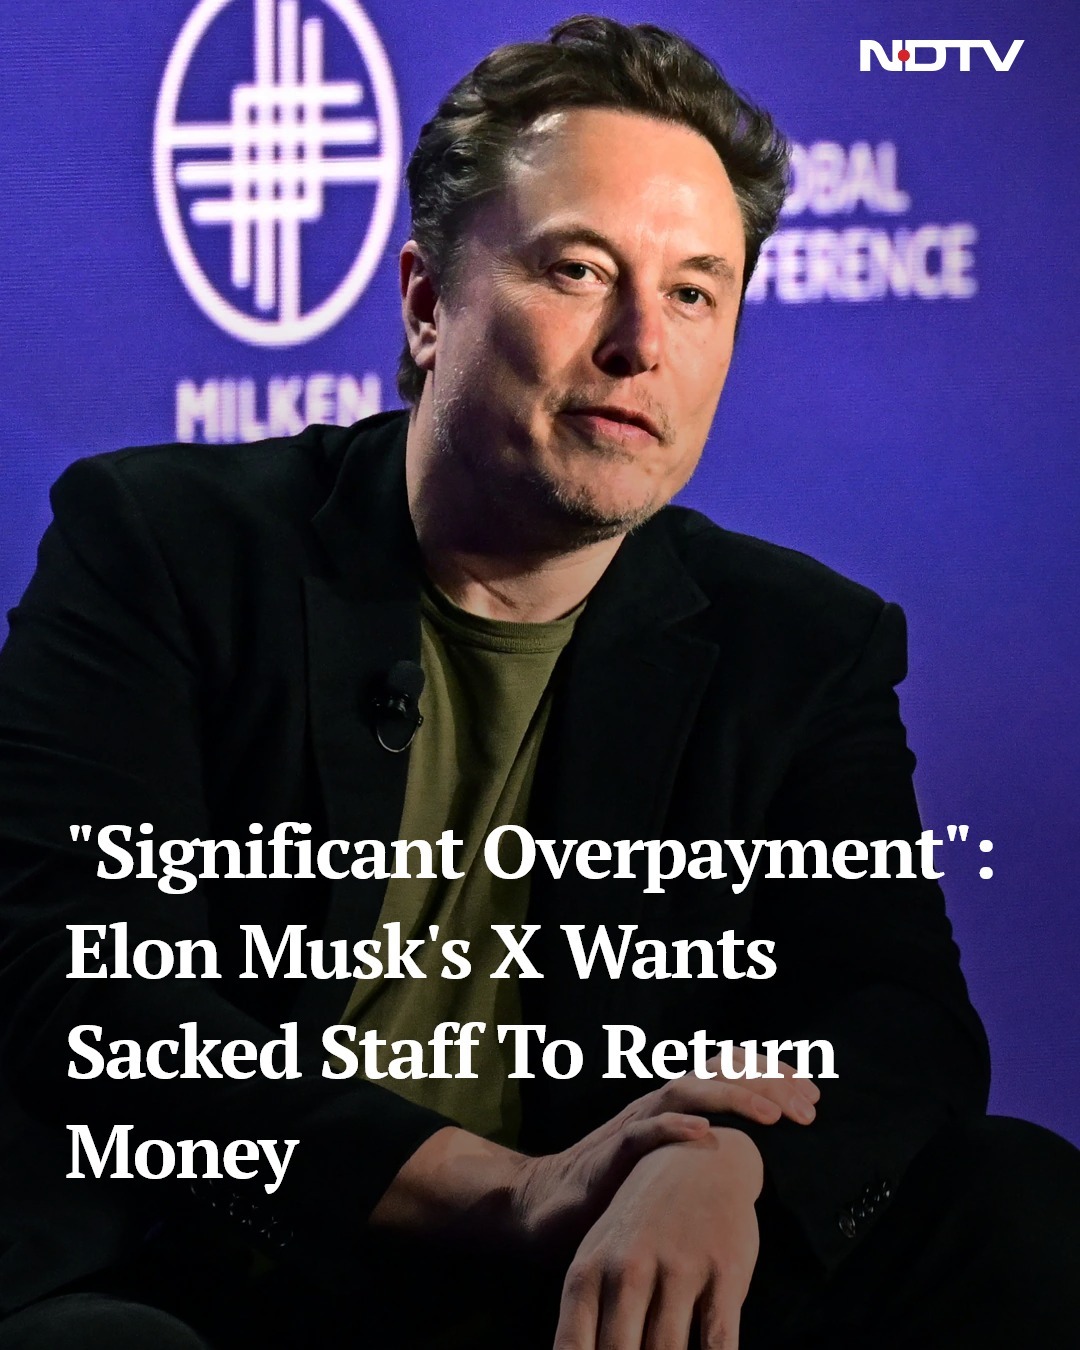 NDTV
OBAL
FERENCE
MILKEN
"Significant Overpayment":
Elon Musk's X Wants
Sacked Staff To Return
Money